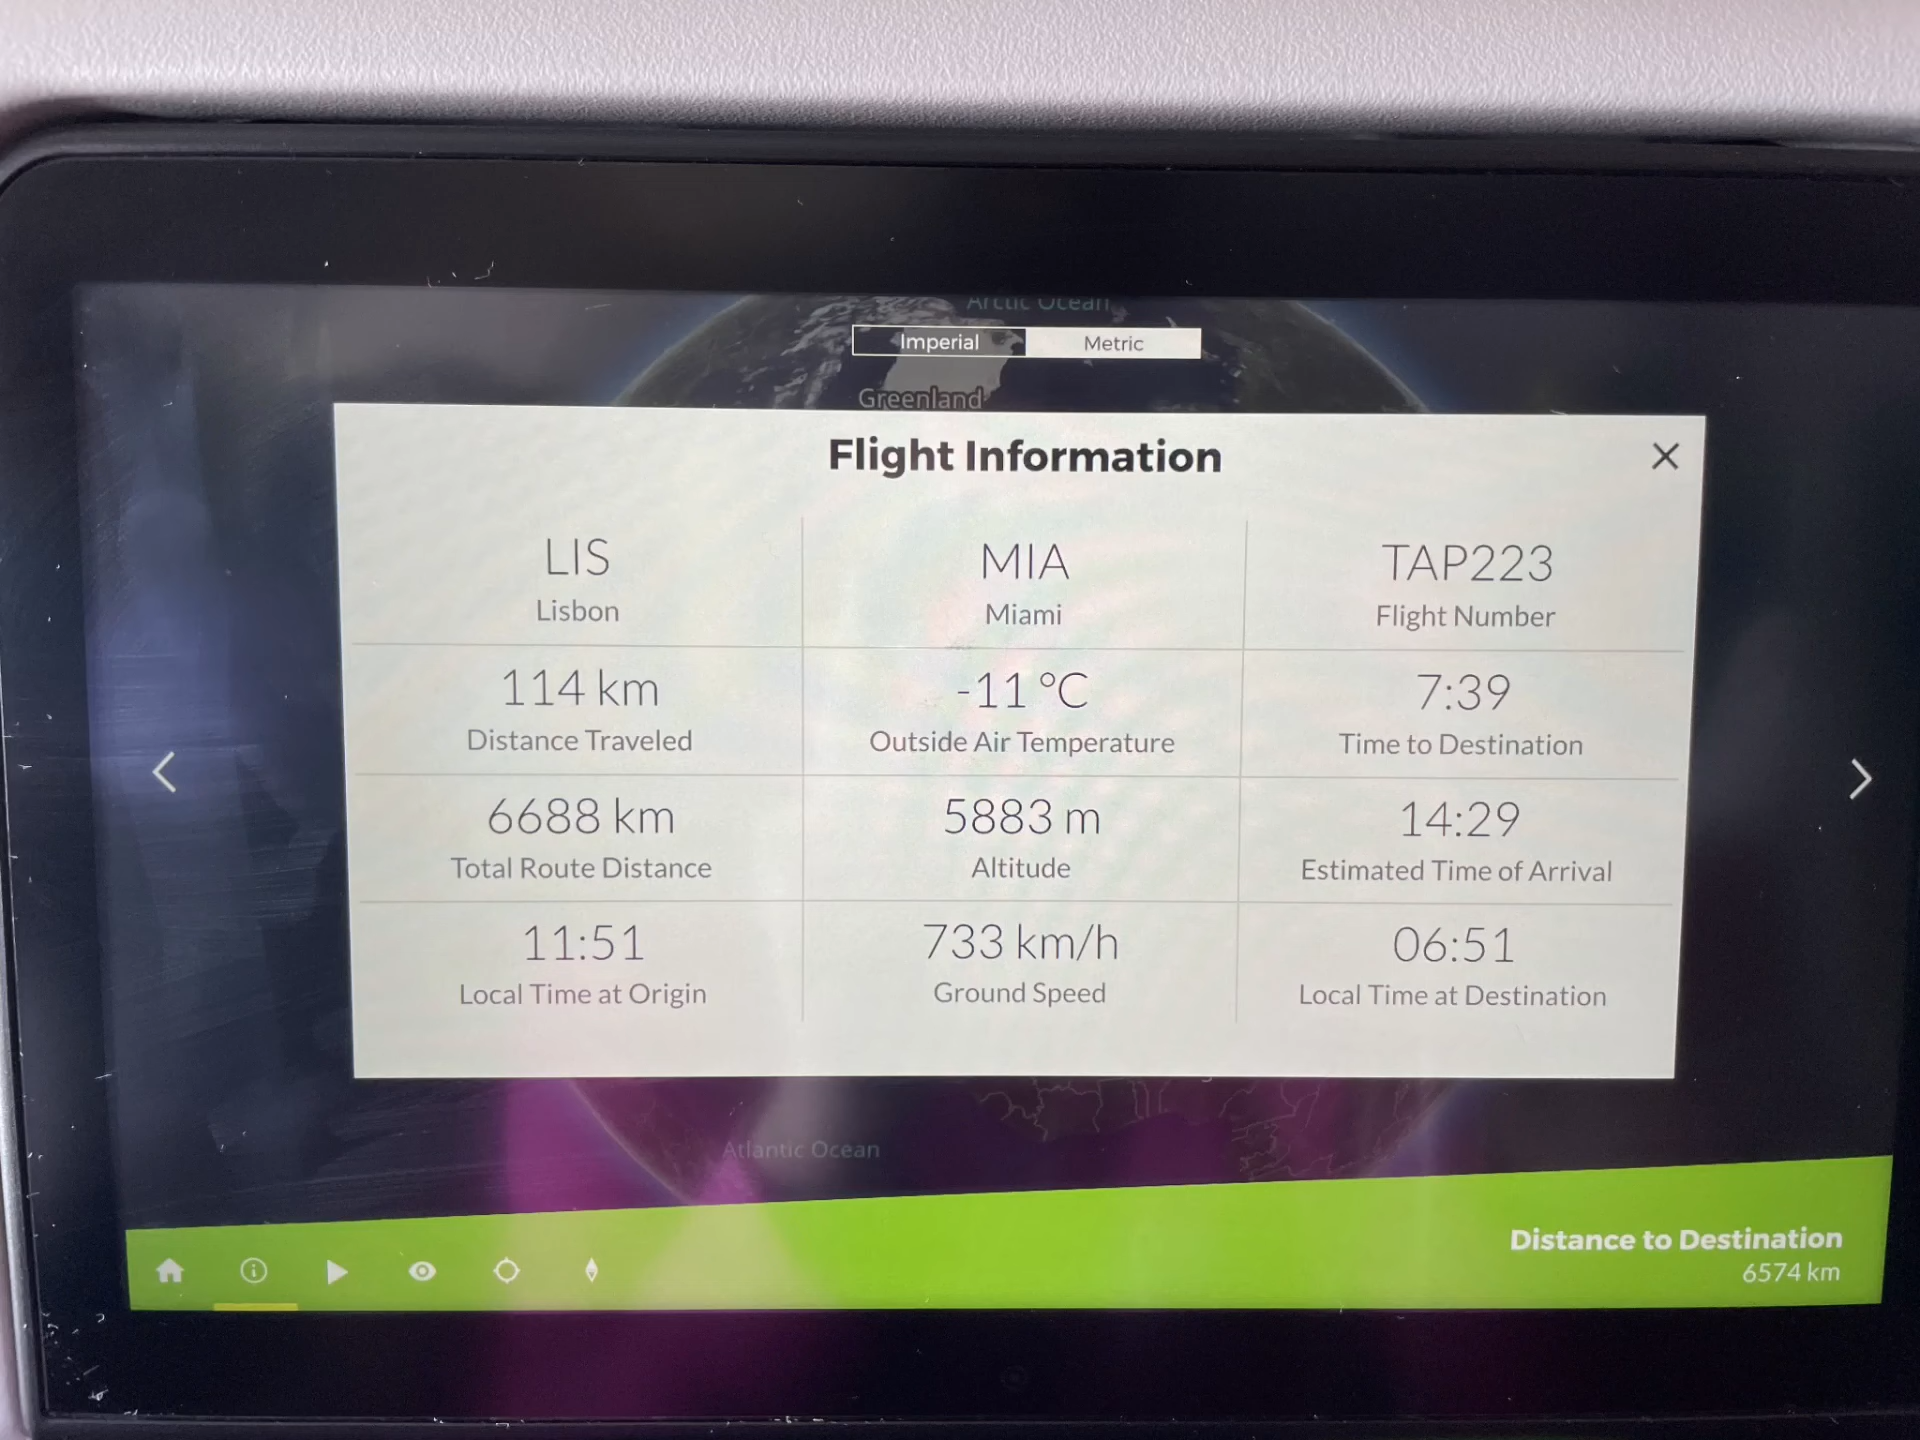 Arctic Ocean
Imperial Metric
Greenland
Flight Information
LIS MIA TAP223
Lisbon Miami Flight Number
114 km -11 °C 7:39
Distance Traveled Outside Air Temperature Time to Destination
6688 km 5883 m 14:29
Total Route Distance Altitude Estimated Time of Arrival
11:51 733 km/h 06:51
Local Time at Origin Ground Speed Local Time at Destination
Atlantic Ocean
Distance to Destination
6574 km